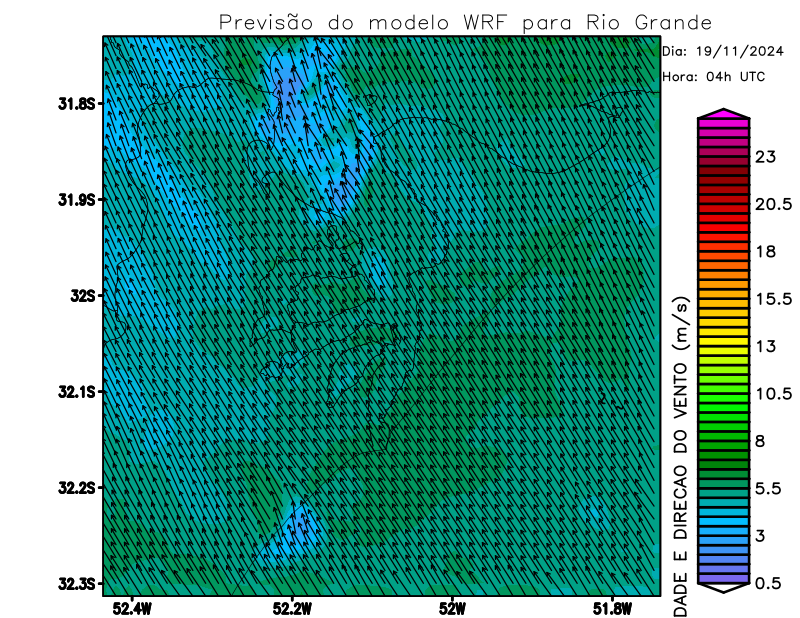 Previsão do modelo WRF para Rio Grande
Dia: 19/11/2024
Hora: 04h UTC
31.8S
31.9S
32S
32.1S
32.2S
32.3S
52.4W
52.2W
52W
51.8W
DADE E DIRECAO DO VENTO (m/s)
23
20.5
18
15.5
13
10.5
8
5.5
3
0.5